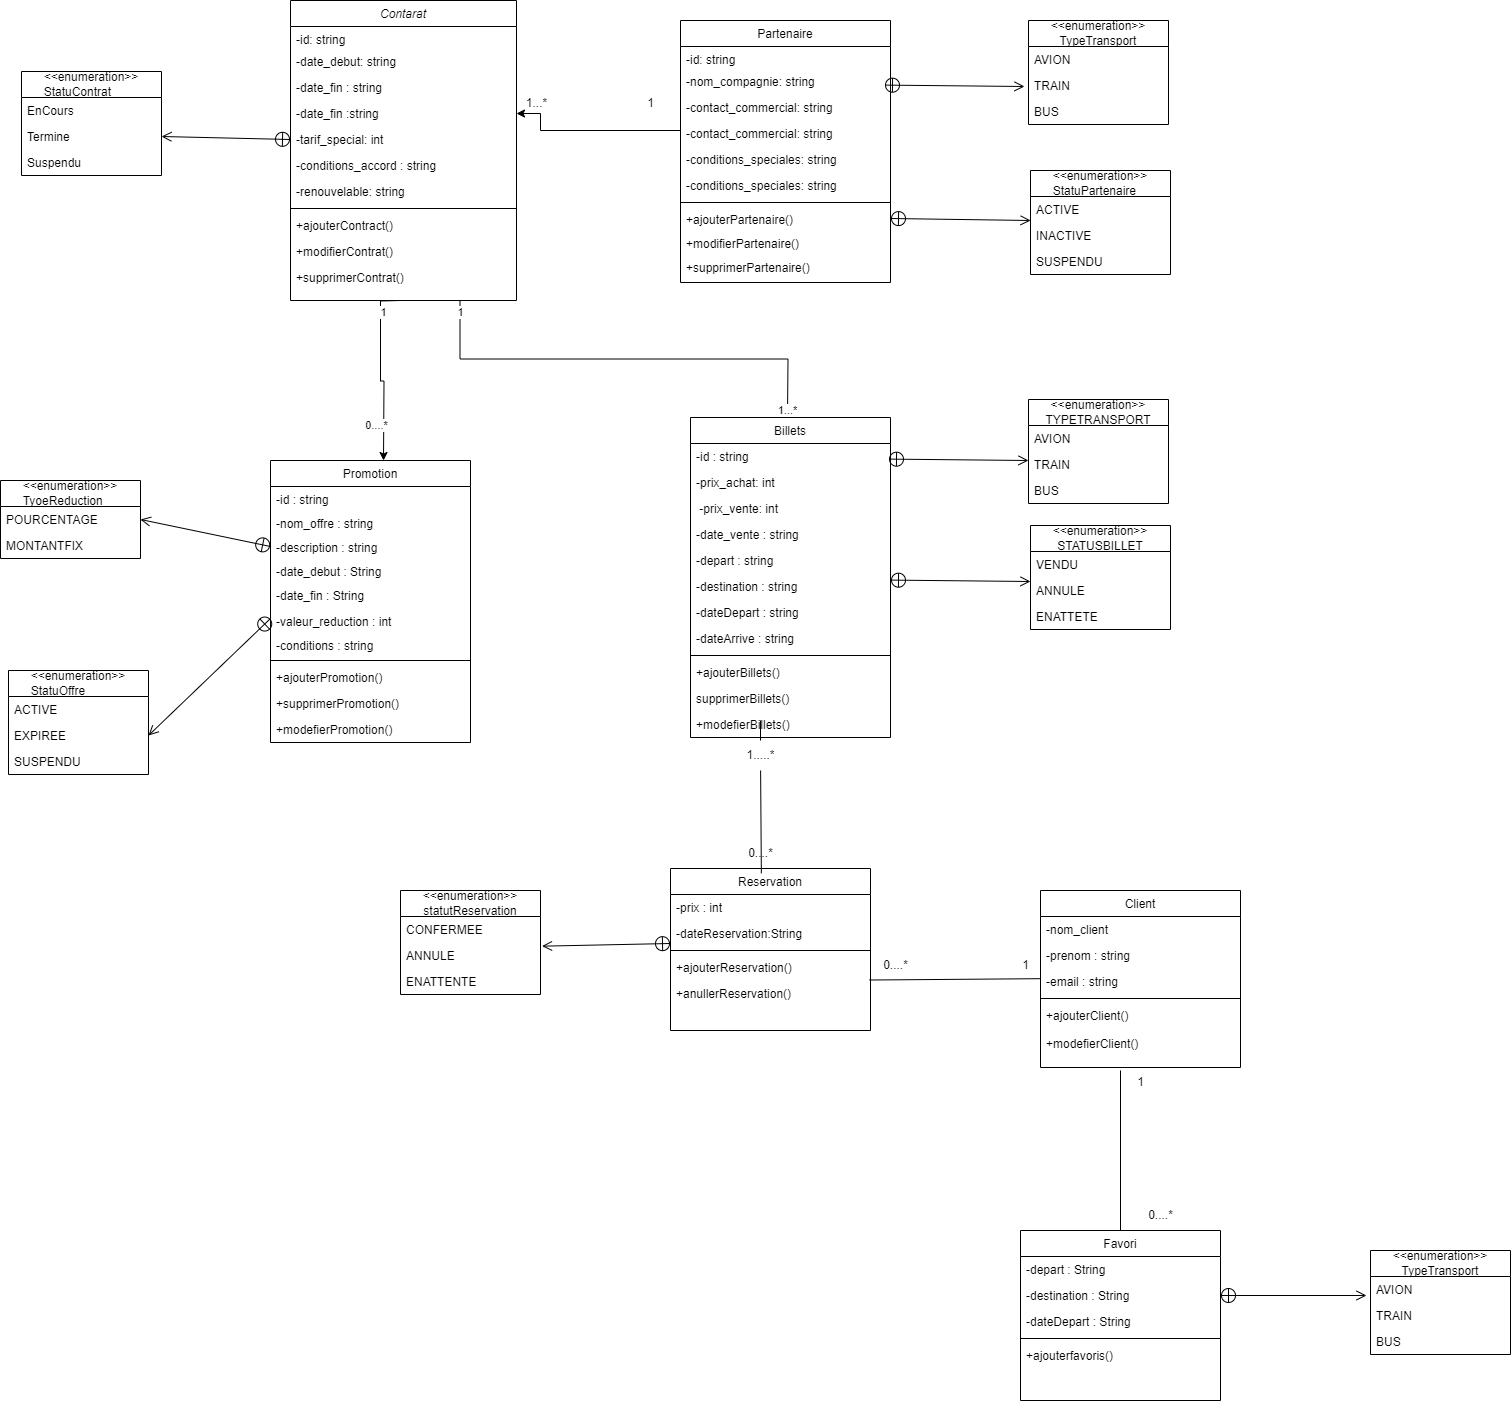 Contarat
-id: string
-date_debut: string
-date_fin : string
-date_fin :string
-tarif_special: int
-conditions_accord : string
-renouvelable: string
+ajouterContract()
+modifierContrat()
+supprimerContrat()
<<enumeration>>
StatuContrat
EnCours
Termine
Suspendu
1...*
1
Partenaire
-id: string
-nom_compagnie: string
-contact_commercial: string
-contact_commercial: string
-conditions_speciales: string
-conditions_speciales: string
+ajouterPartenaire()
+modifierPartenaire()
+supprimerPartenaire()
<<enumeration>>
TypeTransport
AVION
TRAIN
BUS
<<enumeration>>
StatuPartenaire
ACTIVE
INACTIVE
SUSPENDU
1
1
0....*
1...*
Promotion
-id : string
-nom_offre : string
-description : string
-date_debut : String
-date_fin : String
-valeur_reduction : int
-conditions : string
+ajouterPromotion()
+supprimerPromotion()
+modefierPromotion()
<<enumeration>>
TyoeReduction
POURCENTAGE
MONTANTFIX
<<enumeration>>
StatuOffre
ACTIVE
EXPIREE
SUSPENDU
Billets
-id : string
-prix_achat: int
-prix_vente: int
-date_vente : string
-depart : string
-destination : string
-dateDepart : string
-dateArrive : string
+ajouterBillets()
supprimerBillets()
+modefierBillets()
<<enumeration>>
TYPETRANSPORT
AVION
TRAIN
BUS
<<enumeration>>
STATUSBILLET
VENDU
ANNULE
ENATTETE
1.....*
0....*
Reservation
-prix : int
-dateReservation:String
+ajouterReservation()
+anullerReservation()
<<enumeration>>
statutReservation
CONFERMEE
ANNULE
ENATTENTE
0....*
1
Client
-nom_client
-prenom : string
-email : string
+ajouterClient()
+modefierClient()
1
0....*
Favori
-depart : String
-destination : String
-dateDepart : String
+ajouterfavoris()
<<enumeration>>
TypeTransport
AVION
TRAIN
BUS